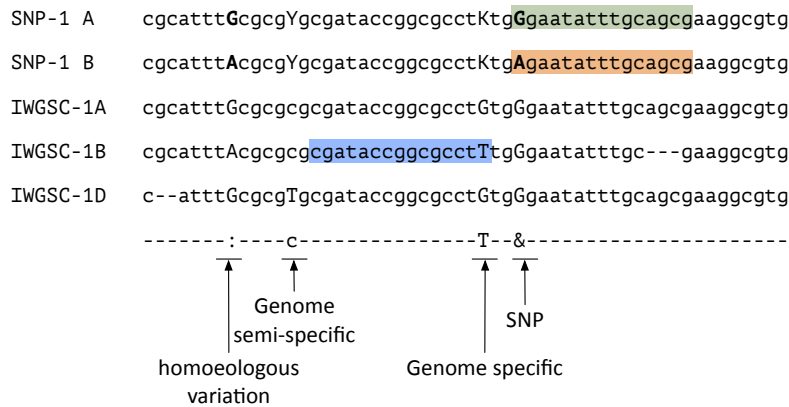 SNP-1 A cgcatttGcgcgYgcgataccggcgcctKtgGgaatatttgcagcgaaggcgtg
SNP-1 B cgcatttAcgcgYgcgataccggcgcctKtgAgaatatttgcagcgaaggcgtg
IWGSC-1A cgcatttGcgcgcgcgataccggcgcctGtgGgaatatttgcagcgaaggcgtg
IWGSC-1B cgcatttAcgcgcgcgataccggcgcctTtgGgaatatttgc---gaaggcgtg
IWGSC-1D c--atttGcgcgTgcgataccggcgcctGtgGgaatatttgcagcgaaggcgtg
-------:----c---------------T--&----------------------
Genome
semi-specific
SNP
homoeologous
variation
Genome specific